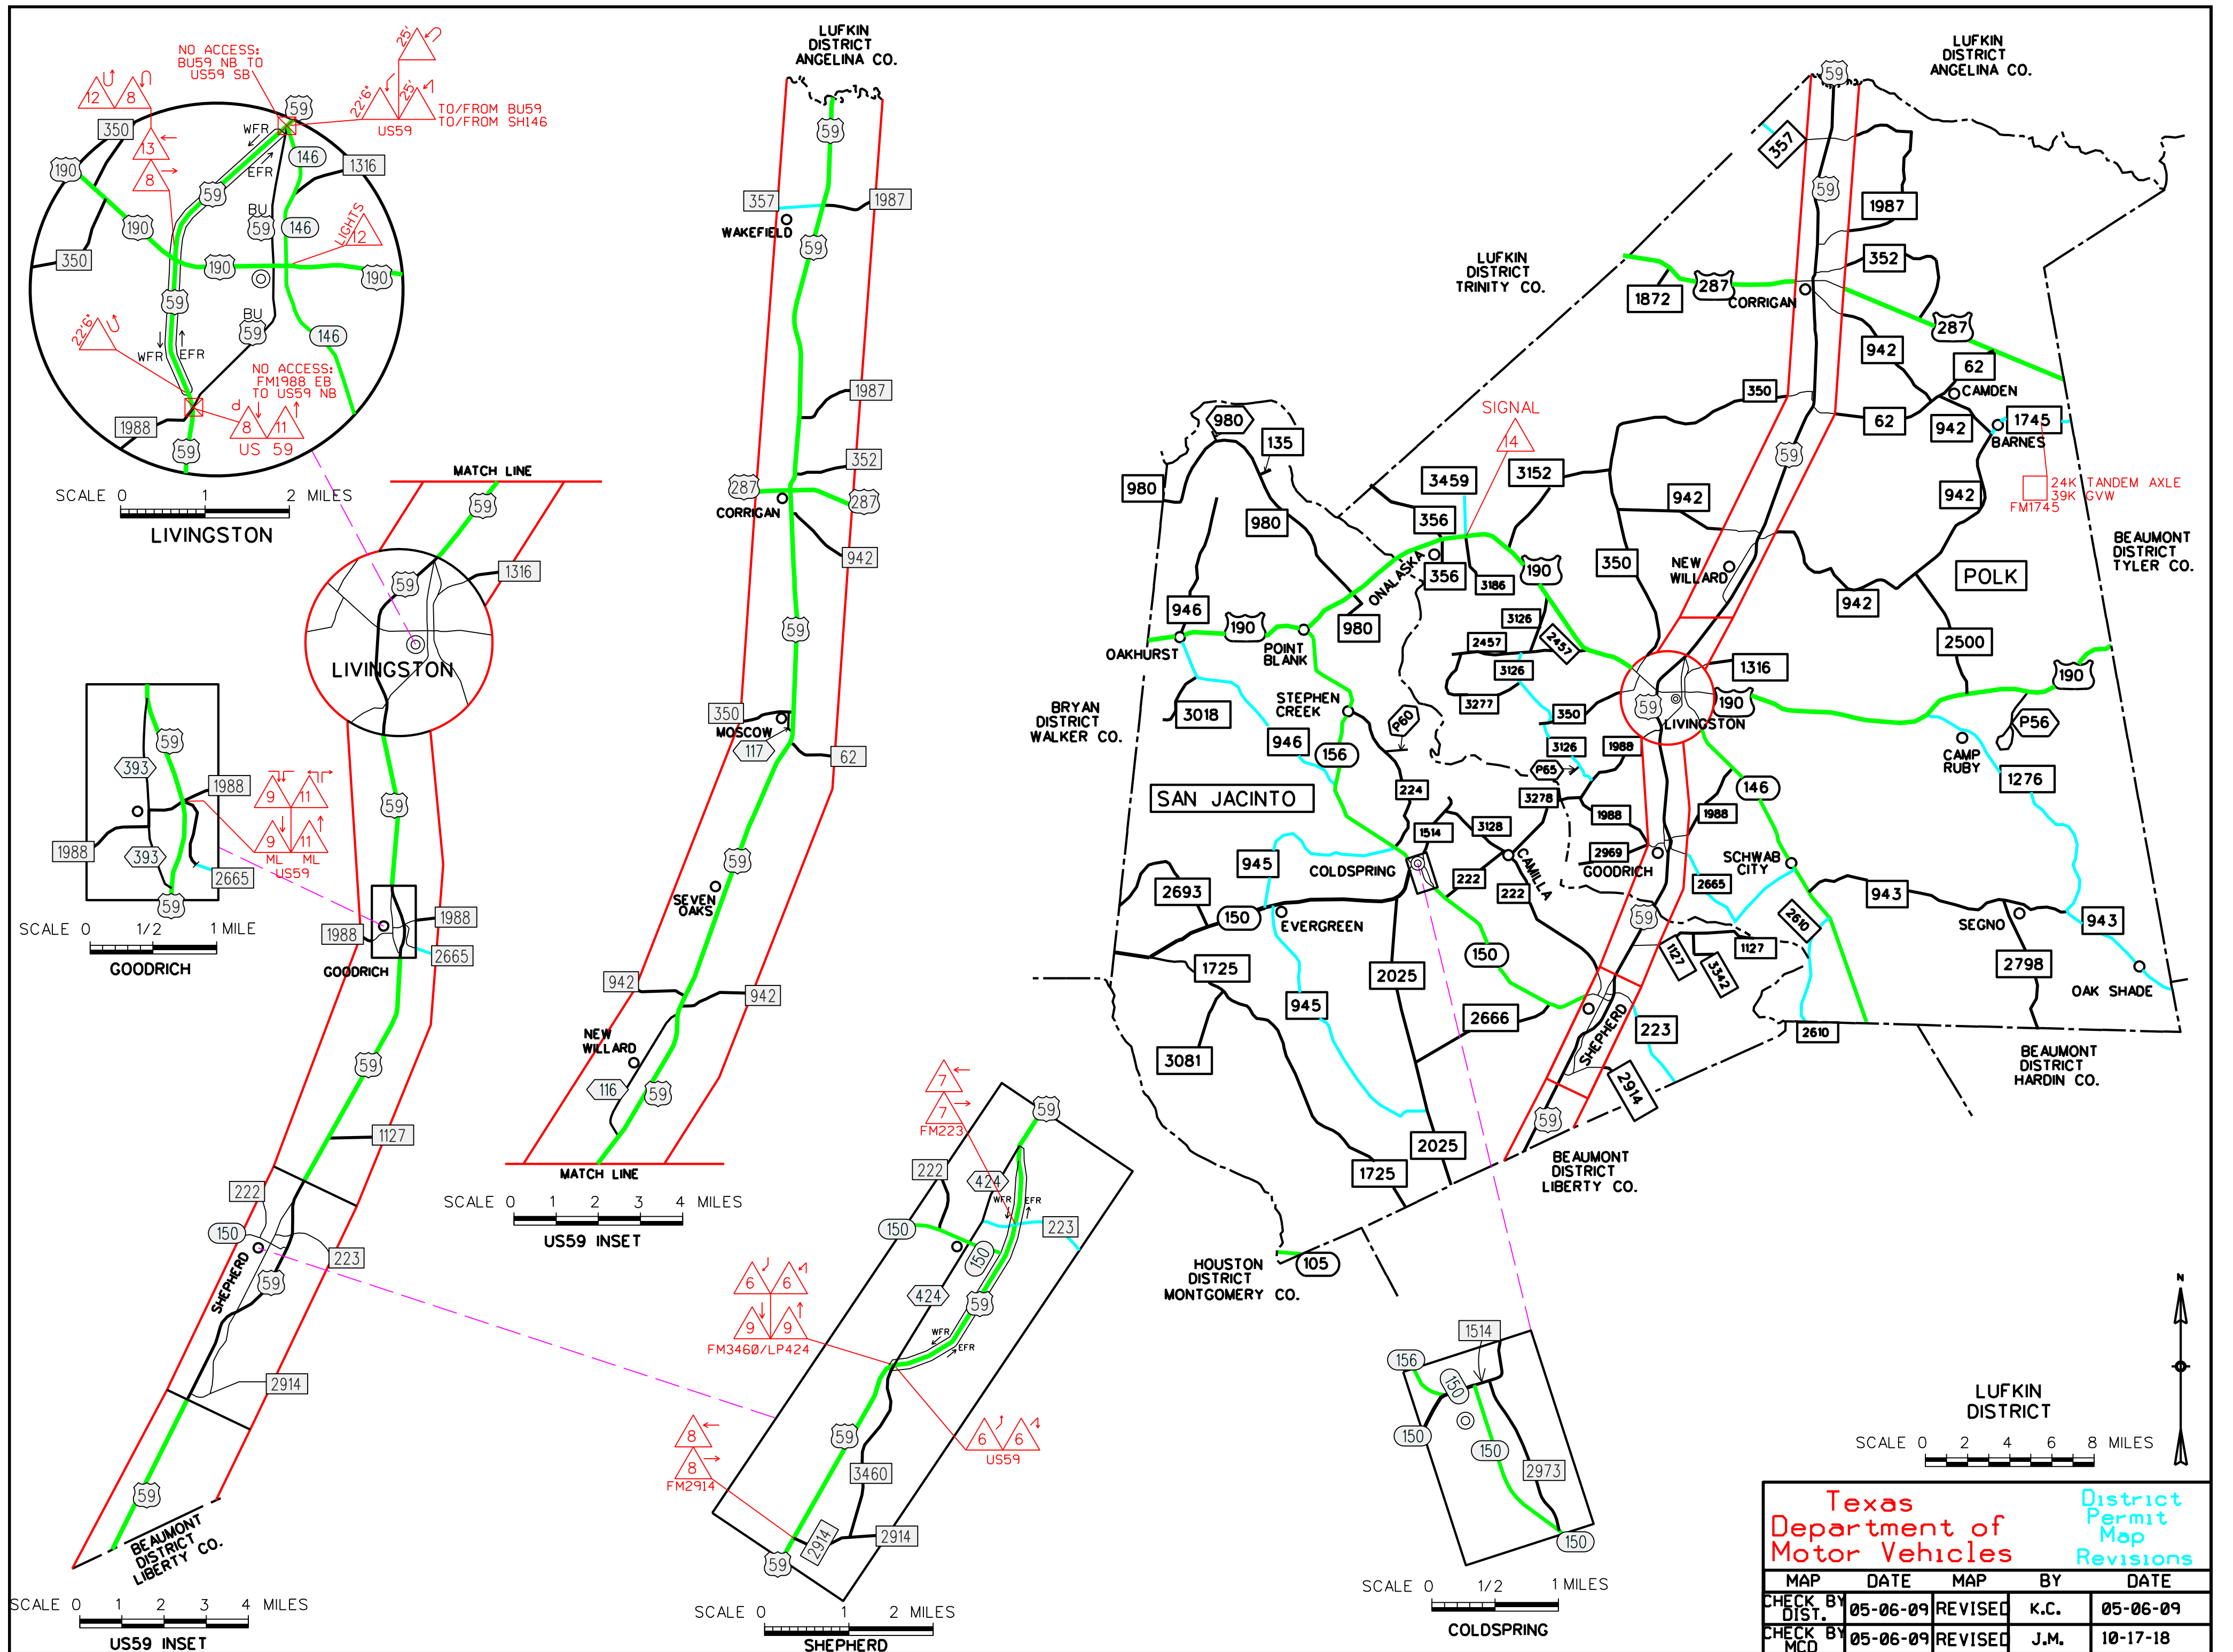 NO ACCESS:
BU59 NB TO
US59 SB
25'
22'6"
25'
US59
TO/FROM BU59
TO/FROM SH146
12
8
13
8
350
190
59
WFR
EFR
146
1316
59
BU
59
146
190
LIGHTS
12
350
190
190
59
BU
59
146
22'6"
WFR
EFR
NO ACCESS:
FM1988 EB
TO US59 NB
d
8
11
US 59
1988
59
SCALE 0 1 2 MILES
LIVINGSTON
MATCH LINE
59
1316
59
LIVINGSTON
59
393
1988
1988
393
59
2665
9
11
9
11
ML
ML
US59
SCALE 0 1/2 1 MILE
GOODRICH
59
1988
1988
GOODRICH
2665
59
1127
222
150
SHEPHERD
223
59
2914
59
BEAUMONT
DISTRICT
LIBERTY CO.
SCALE 0 1 2 3 4 MILES
US59 INSET
LUFKIN
DISTRICT
ANGELINA CO.
59
357
1987
WAKEFIELD
59
1987
352
287
287
CORRIGAN
942
59
350
MOSCOW
117
62
59
SEVEN
OAKS
942
942
NEW
WILLARD
116
59
MATCH LINE
SCALE 0 1 2 3 4 MILES
US59 INSET
7
7
FM223
59
222
424
WFR
EFR
150
150
223
6
6
9
9
FM3460/LP424
424
59
WFR
EFR
6
6
US59
8
8
FM2914
59
3460
2914
2914
59
SCALE 0 1 2 MILES
SHEPHERD
LUFKIN
DISTRICT
ANGELINA CO.
59
357
59
1987
LUFKIN
DISTRICT
TRINITY CO.
352
1872
287
CORRIGAN
287
942
62
CAMDEN
350
62
942
1745
BARNES
59
24K TANDEM AXLE
39K GVW
FM1745
SIGNAL
14
980
135
980
3459
3152
942
942
980
356
BEAUMONT
DISTRICT
TYLER CO.
ONALASKA
356
3186
190
350
NEW
WILLARD
POLK
942
946
190
980
3126
2457
2457
2500
OAKHURST
POINT
BLANK
3126
1316
190
STEPHEN
CREEK
3277
59
190
3018
350
LIVINGSTON
P56
BRYAN
DISTRICT
WALKER CO.
P60
946
156
3126
1988
CAMP
RUBY
P65
1276
SAN JACINTO
224
3278
146
1988
1988
1514
3128
945
COLDSPRING
CAMILLA
2969
GOODRICH
SCHWAB
CITY
2693
222
222
2665
943
150
EVERGREEN
59
2610
SEGNO
943
1127
1127
3342
1725
2025
150
2798
OAK SHADE
945
2666
SHEPHERD
223
2610
3081
2914
BEAUMONT
DISTRICT
HARDIN CO.
59
2025
1725
BEAUMONT
DISTRICT
LIBERTY CO.
HOUSTON
DISTRICT
MONTGOMERY CO.
105
1514
156
150
150
150
2973
150
SCALE 0 1/2 1 MILES
COLDSPRING
N
LUFKIN
DISTRICT
SCALE 0 2 4 6 8 MILES
Texas
Department of
Motor Vehicles
District
Permit
Map
Revisions
MAP DATE MAP BY DATE
CHECK BY
DIST. 05-06-09 REVISED K.C. 05-06-09
CHECK BY
MCD 05-06-09 REVISED J.M. 10-17-18